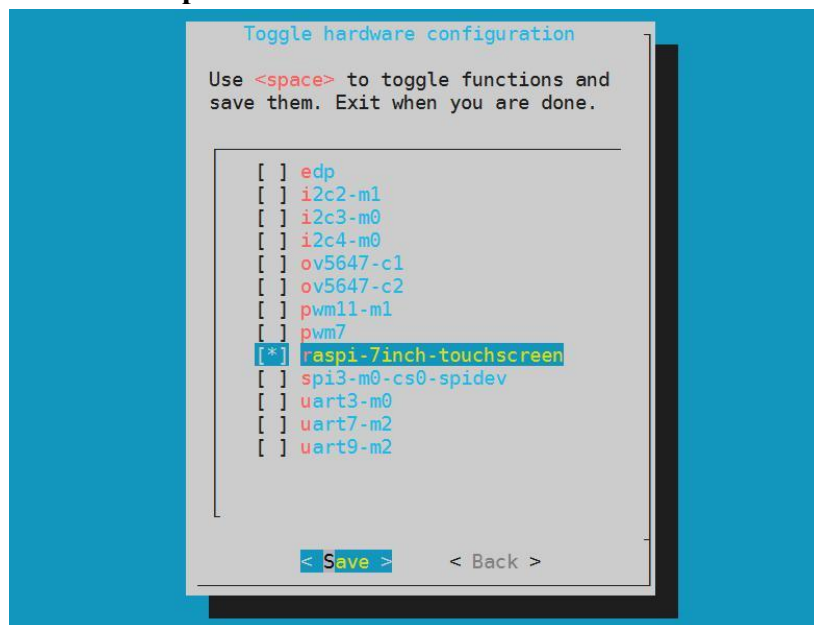 Toggle hardware configuration
Use <space> to toggle functions and
save them. Exit when you are done.
[ ] edp
[ ] i2c2-m1
[ ] i2c3-m0
[ ] i2c4-m0
[ ] ov5647-c1
[ ] ov5647-c2
[ ] pwm11-m1
[ ] pwm7
[*] raspi-7inch-touchscreen
[ ] spi3-m0-cs0-spidev
[ ] uart3-m0
[ ] uart7-m2
[ ] uart9-m2
< Save > < Back >